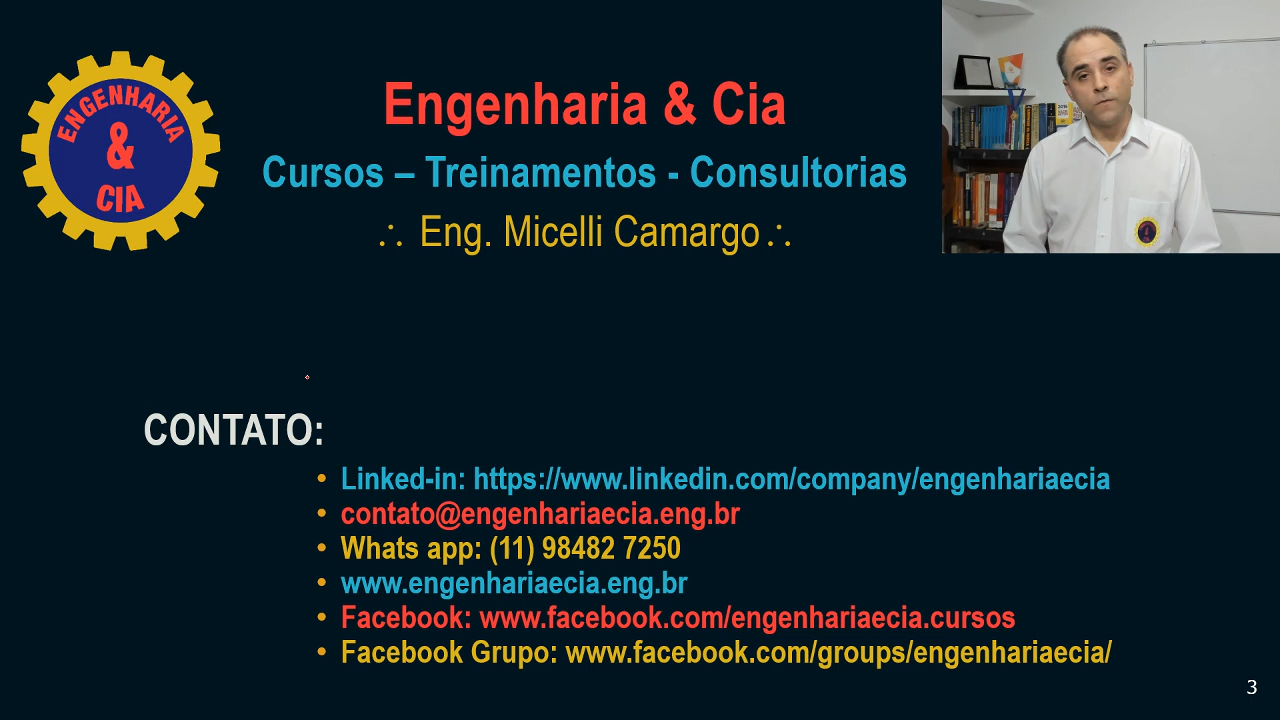 ENGENHARIA
&
CIA
Engenharia & Cia
Cursos – Treinamentos - Consultorias
∴ Eng. Micelli Camargo ∴
CONTATO:
• Linked-in: https://www.linkedin.com/company/engenhariaecia
• contato@engenhariaecia.eng.br
• Whats app: (11) 98482 7250
• www.engenhariaecia.eng.br
• Facebook: www.facebook.com/engenhariaecia.cursos
• Facebook Grupo: www.facebook.com/groups/engenhariaecia/
3